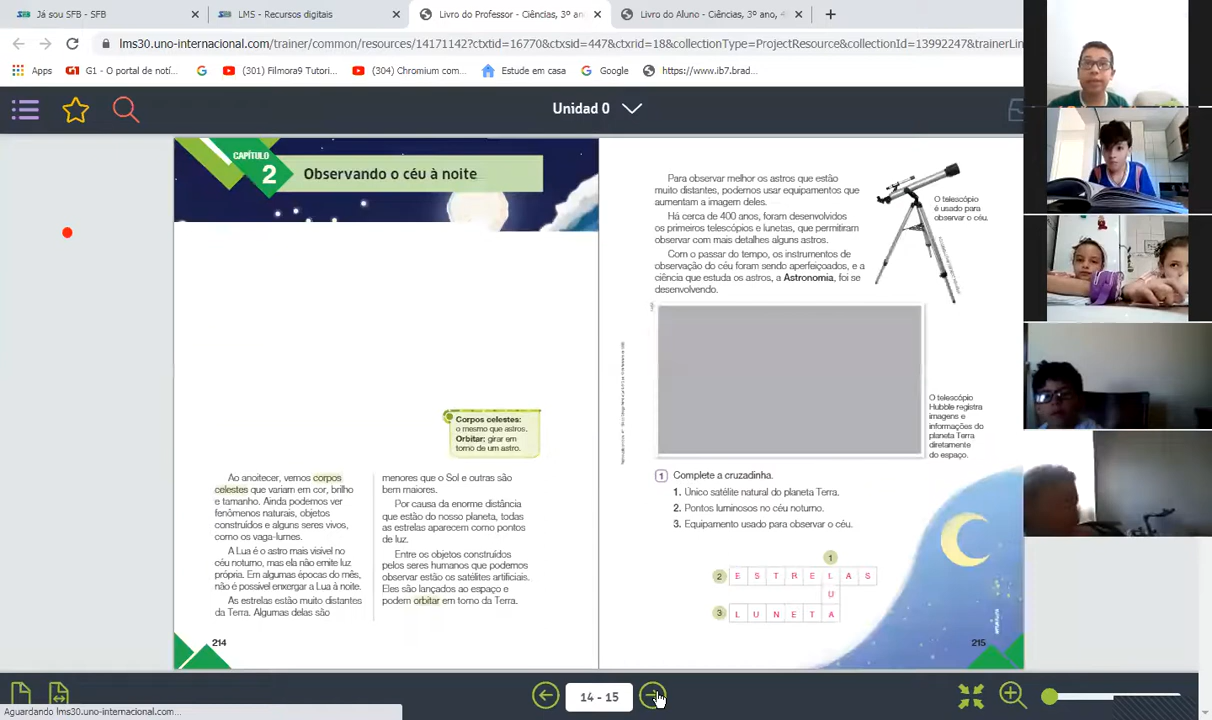 Já sou SFB - SFB
LMS - Recursos digitais
Livro do Professor - Ciências, 3º an
Livro do Aluno - Ciências, 3º ano, 4
lms30.uno-internacional.com/trainer/common/resources/14171142?ctxtid=16770&ctxsid=447&ctxrid=18&collectionType=ProjectResource&collectionId=13992247&trainerLin
Apps
G1 - O portal de notí...
(301) Filmora9 Tutori...
(304) Chromium com...
Estude em casa
Google
https://www.ib7.brad...
Unidad 0
CAPÍTULO
2
Observando o céu à noite
Corpos celestes:
o mesmo que astros.
Orbitar: girar em
torno de um astro.
Ao anoitecer, vemos corpos
celestes que variam em cor, brilho
e tamanho. Ainda podemos ver
fenômenos naturais, objetos
construídos e alguns seres vivos,
como os vaga-lumes.
A Lua é o astro mais visível no
céu noturno, mas ela não emite luz
própria. Em algumas épocas do mês,
não é possível enxergar a Lua à noite.
As estrelas estão muito distantes
da Terra. Algumas delas são
menores que o Sol e outras são
bem maiores.
Por causa da enorme distância
que estão do nosso planeta, todas
as estrelas aparecem como pontos
de luz.
Entre os objetos construídos
pelos seres humanos que podemos
observar estão os satélites artificiais.
Eles são lançados ao espaço e
podem orbitar em torno da Terra.
214
Para observar melhor os astros que estão
muito distantes, podemos usar equipamentos que
aumentam a imagem deles.
Há cerca de 400 anos, foram desenvolvidos
os primeiros telescópios e lunetas, que permitiram
observar com mais detalhes alguns astros.
Com o passar do tempo, os instrumentos de
observação do céu foram sendo aperfeiçoados, e a
ciência que estuda os astros, a Astronomia, foi se
desenvolvendo.
O telescópio
é usado para
observar o céu.
O telescópio
Hubble registra
imagens e
informações do
planeta Terra
diretamente
do espaço.
1 Complete a cruzadinha.
1. Único satélite natural do planeta Terra.
2. Pontos luminosos no céu noturno.
3. Equipamento usado para observar o céu.
1
2 E S T R E L A S
U
3 L U N E T A
215
14 - 15
Aguardando lms30.uno-internacional.com...